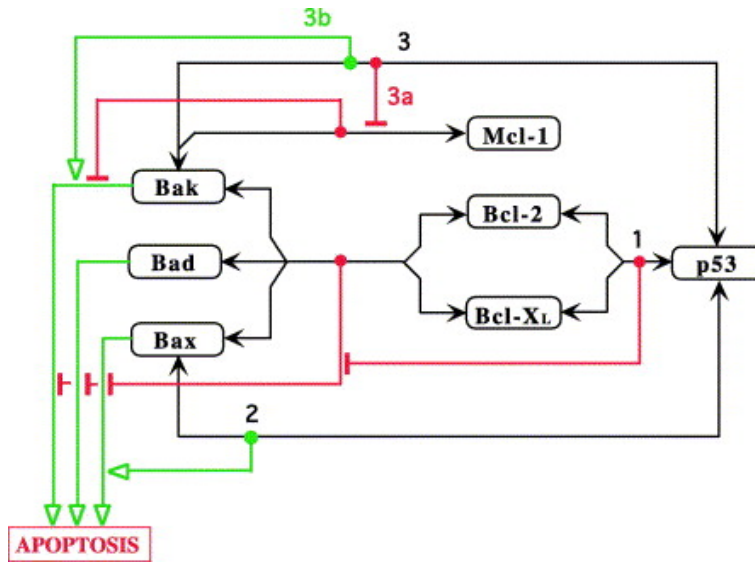 3b
3
3a
Mcl-1
Bak
Bcl-2
1
Bad
p53
Bcl-XL
Bax
2
APOPTOSIS